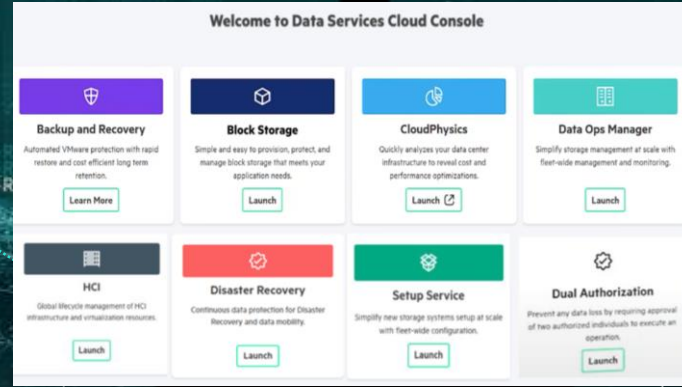 Welcome to Data Services Cloud Console
Backup and Recovery
Automated VMware protection with rapid
restore and cost efficient long term
retention.
Learn More
Block Storage
Simple and easy to provision, protect, and
manage block storage that meets your
application needs.
Launch
CloudPhysics
Quickly analyzes your data center
infrastructure to reveal cost and
performance optimizations.
Launch
Data Ops Manager
Simplify storage management at scale with
fleet-wide management and monitoring.
Launch
HCI
Global lifecycle management of HCI
infrastructure and virtualization resources.
Launch
Disaster Recovery
Continuous data protection for Disaster
Recovery and data mobility.
Launch
Setup Service
Simplify new storage systems setup at scale
with fleet-wide configuration.
Launch
Dual Authorization
Prevent any data loss by requiring approval
of two authorized individuals to execute an
operation.
Launch